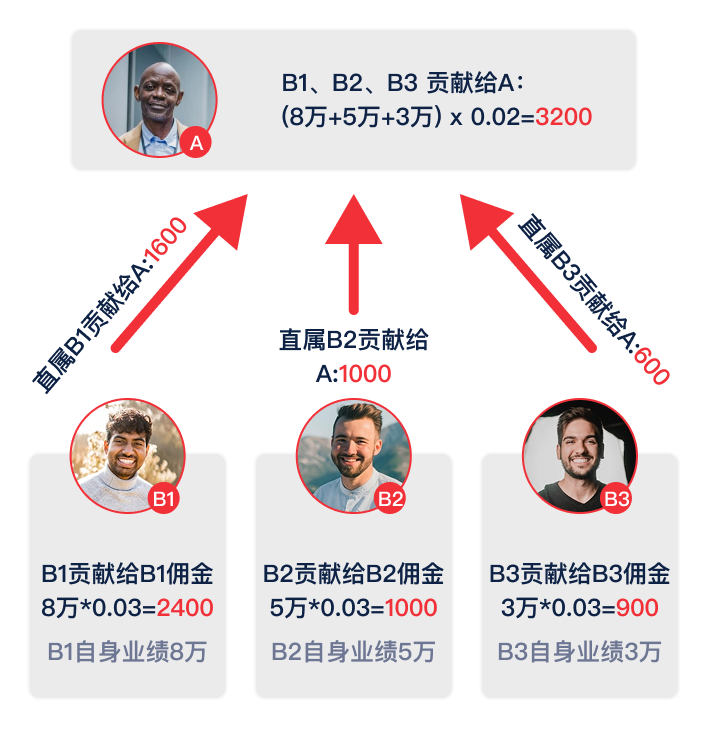 B1、B2、B3 贡献给A：
(8万+5万+3万) x 0.02=3200
A
直属B1贡献给A:1600
直属B2贡献给
A:1000
直属B3贡献给A:600
B1
B2
B3
B1贡献给B1佣金
8万*0.03=2400
B1自身业绩8万
B2贡献给B2佣金
5万*0.03=1000
B2自身业绩5万
B3贡献给B3佣金
3万*0.03=900
B3自身业绩3万